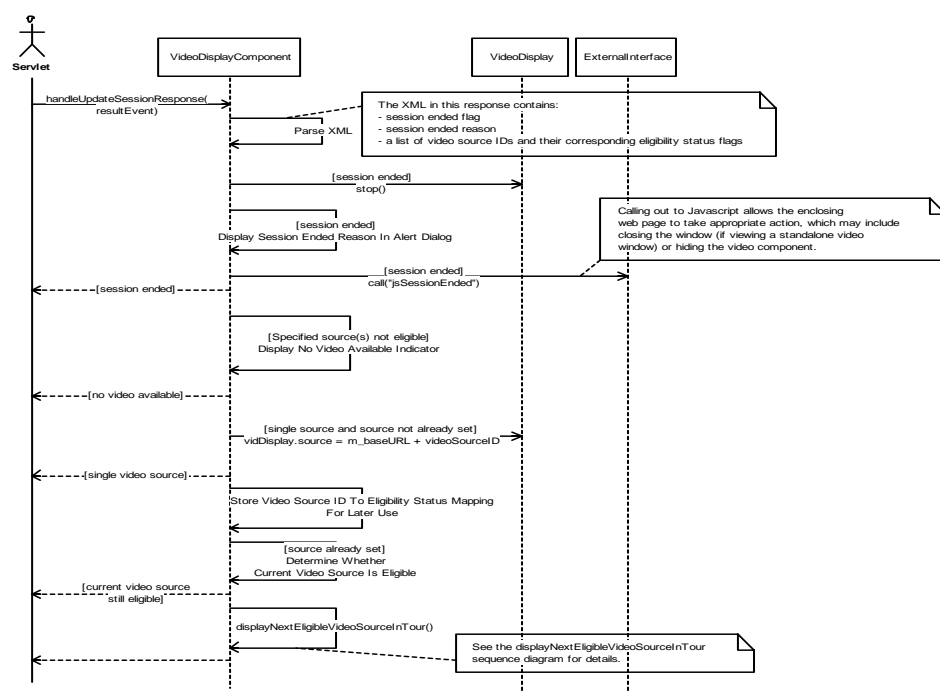 VideoDisplayComponent
VideoDisplay
ExternalInterface
Servlet
handleUpdateSessionResponse(
resultEvent)
Parse XML
The XML in this response contains:
- session ended flag
- session ended reason
- a list of video source IDs and their corresponding eligibility status flags
[session ended]
stop()
[session ended]
Display Session Ended Reason In Alert Dialog
Calling out to Javascript allows the enclosing
web page to take appropriate action, which may include
closing the window (if viewing a standalone video
window) or hiding the video component.
[session ended]
call("jsSessionEnded")
[session ended]
[Specified source(s) not eligible]
Display No Video Available Indicator
[no video available]
[single source and source not already set]
vidDisplay.source = m_baseURL + videoSourceID
[single video source]
Store Video Source ID To Eligibility Status Mapping
For Later Use
[source already set]
Determine Whether
Current Video Source Is Eligible
[current video source
still eligible]
displayNextEligibleVideoSourceInTour()
See the displayNextEligibleVideoSourceInTour
sequence diagram for details.